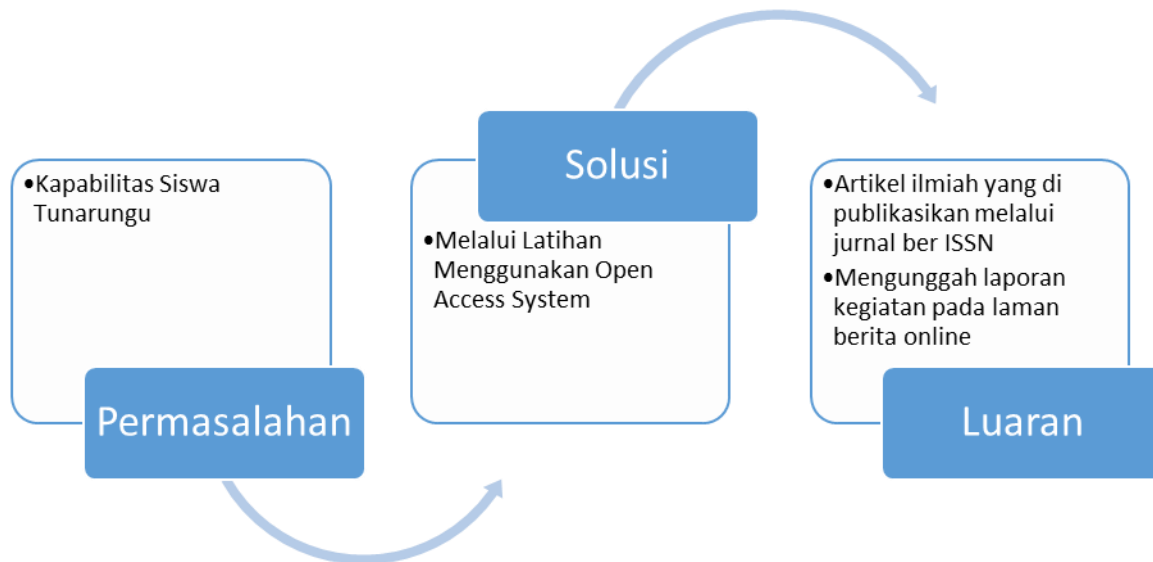 •Kapabilitas Siswa
Tunarungu
Permasalahan
Solusi
•Melalui Latihan
Menggunakan Open
Access System
•Artikel ilmiah yang di
publikasikan melalui
jurnal ber ISSN
•Mengunggah laporan
kegiatan pada laman
berita online
Luaran